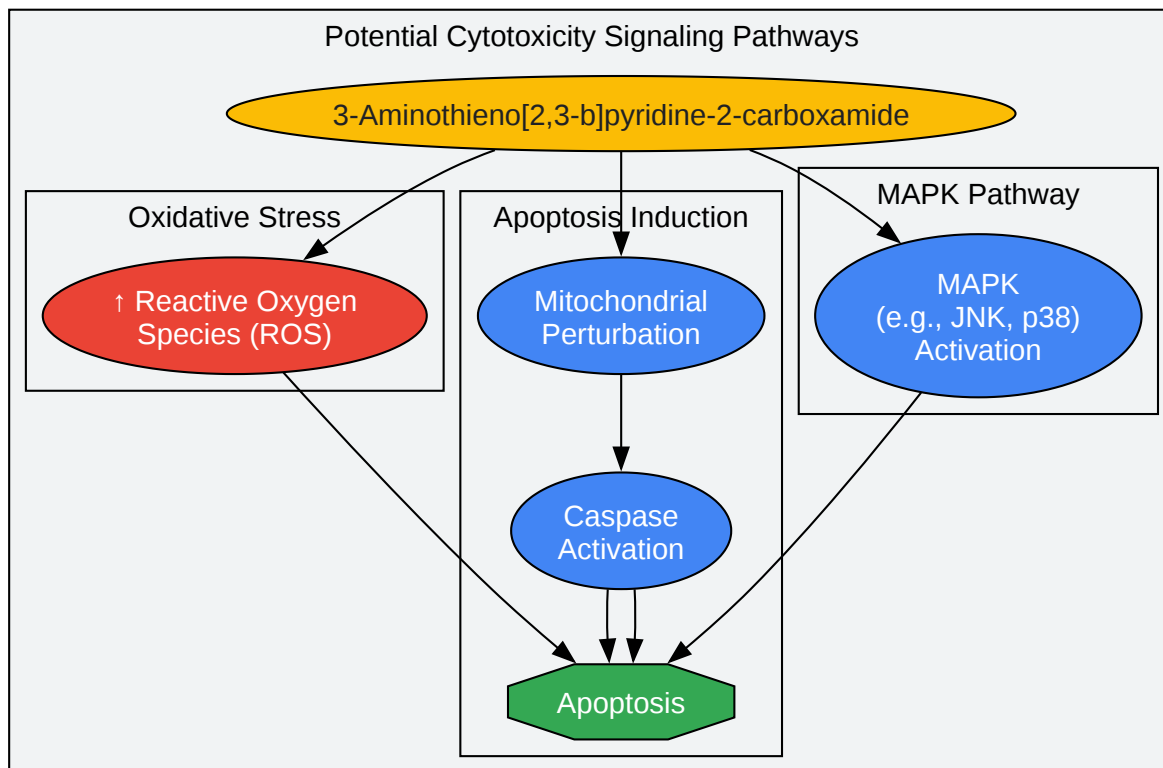 Potential Cytotoxicity Signaling Pathways
3-Aminothieno[2,3-b]pyridine-2-carboxamide
Oxidative Stress
Apoptosis Induction
MAPK Pathway
↑ Reactive Oxygen
Species (ROS)
Mitochondrial
Perturbation
MAPK
(e.g., JNK, p38)
Activation
Caspase
Activation
Apoptosis